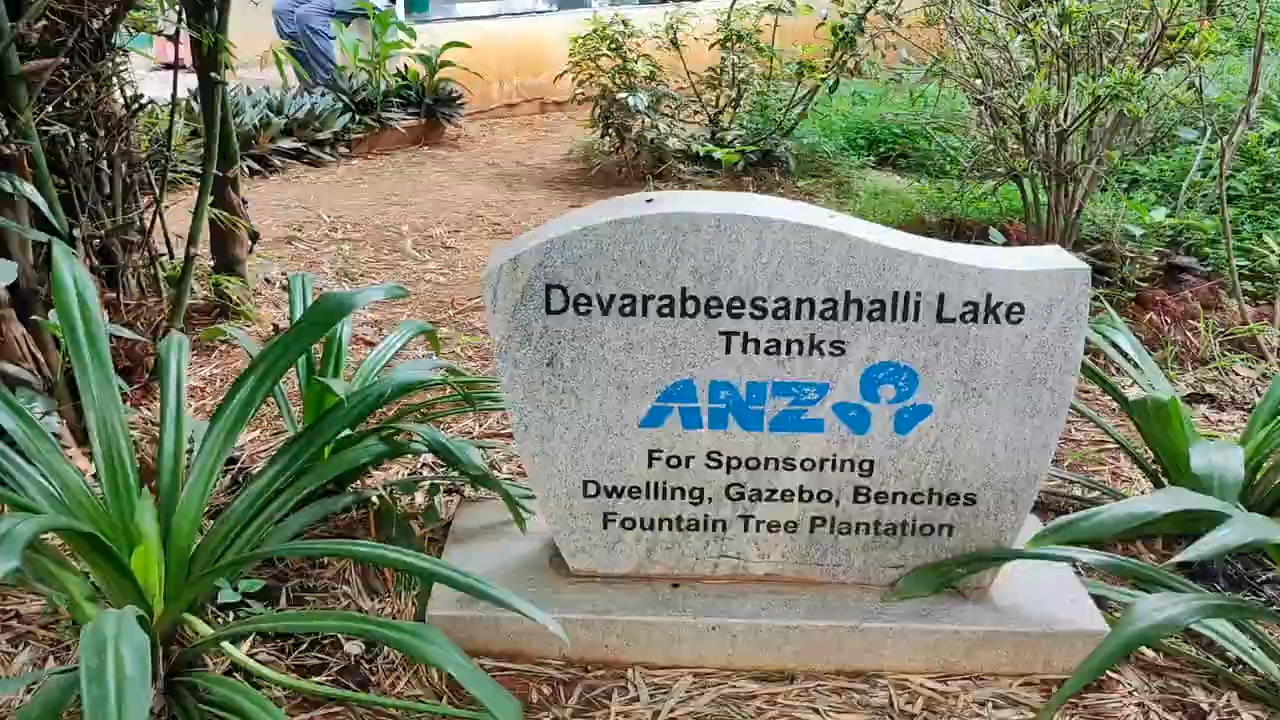 Devarabeesanahalli Lake
Thanks
ANZ
For Sponsoring
Dwelling, Gazebo, Benches
Fountain Tree Plantation